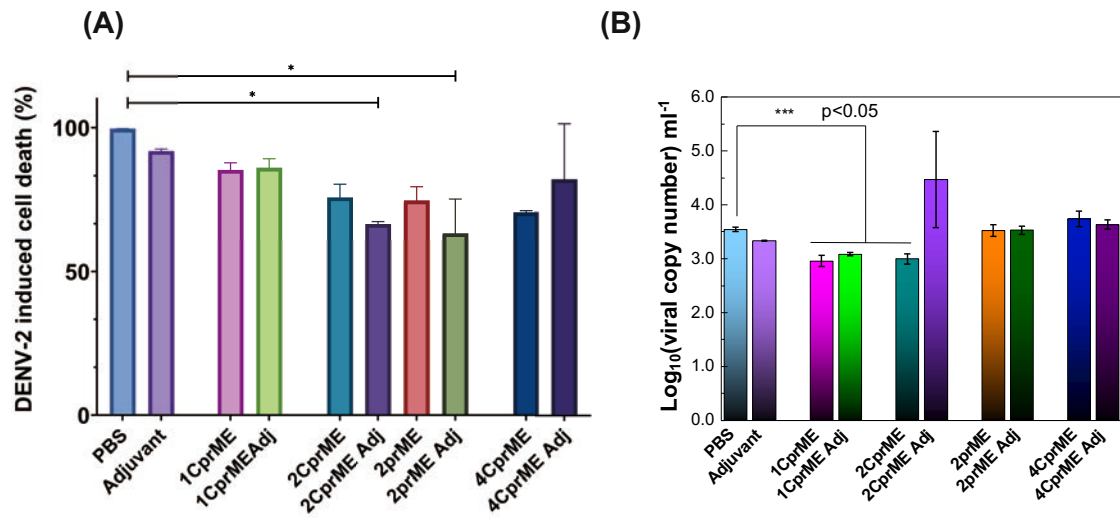 (A)
*
*
DENV-2 induced cell death (%)
100
50
0
PBS
Adjuvant
1CprME
1CprMEAdj
2CprME
2CprME Adj
2prME
2prME Adj
4CprME
4CprME Adj
(B)
*** p<0.05
Log₁₀(viral copy number) ml⁻¹
6.0
5.0
4.0
3.0
2.0
1.0
0.0
PBS
Adjuvant
1CprME
1CprME Adj
2CprME
2CprME Adj
2prME
2prME Adj
4CprME
4CprME Adj